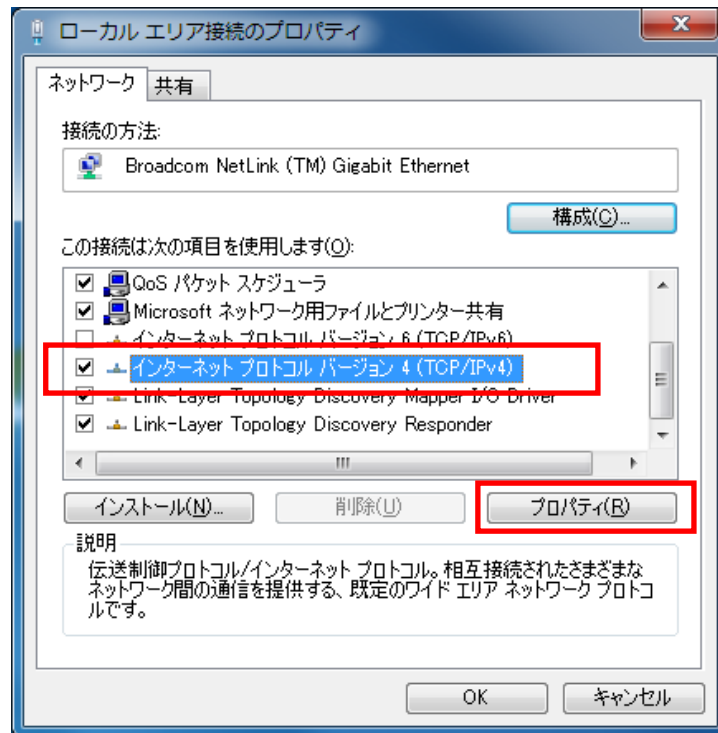 ローカル エリア接続のプロパティ
ネットワーク 共有
接続の方法:
Broadcom NetLink (TM) Gigabit Ethernet
構成(C)...
この接続は次の項目を使用します(O):
QoS パケット スケジューラ
Microsoft ネットワーク用ファイルとプリンター共有
インターネット プロトコル バージョン 6 (TCP/IPv6)
インターネット プロトコル バージョン 4 (TCP/IPv4)
Link-Layer Topology Discovery Mapper I/O Driver
Link-Layer Topology Discovery Responder
インストール(N)... 削除(U) プロパティ(R)
説明
伝送制御プロトコル/インターネット プロトコル。相互接続されたさまざまな
ネットワーク間の通信を提供する、既定のワイド エリア ネットワーク プロトコ
ルです。
OK キャンセル